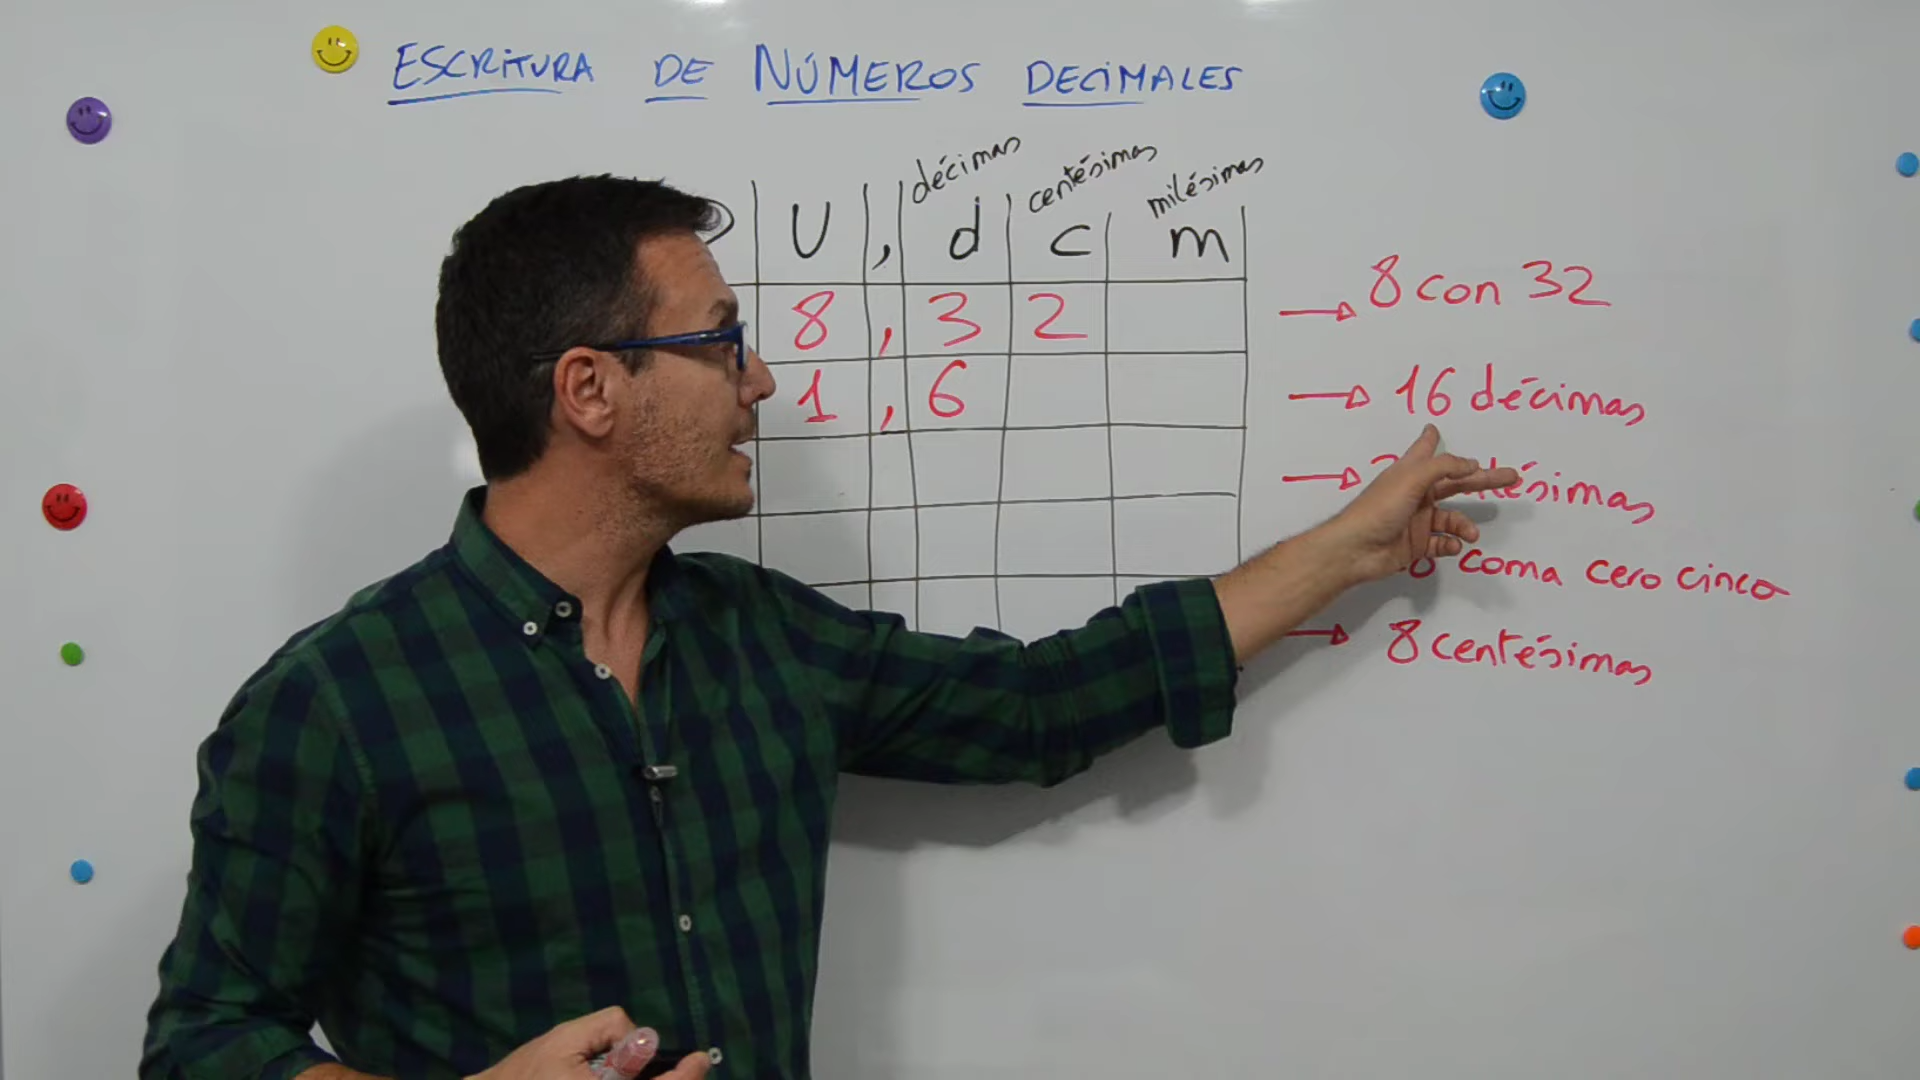 ESCRITURA DE NÚMEROS DECIMALES
décimas centésimas milésimas
U , d c m
8 , 3 2 → 8 con 32
1 , 6 → 16 décimas
→
coma cero cinco
→ 8 centésimas